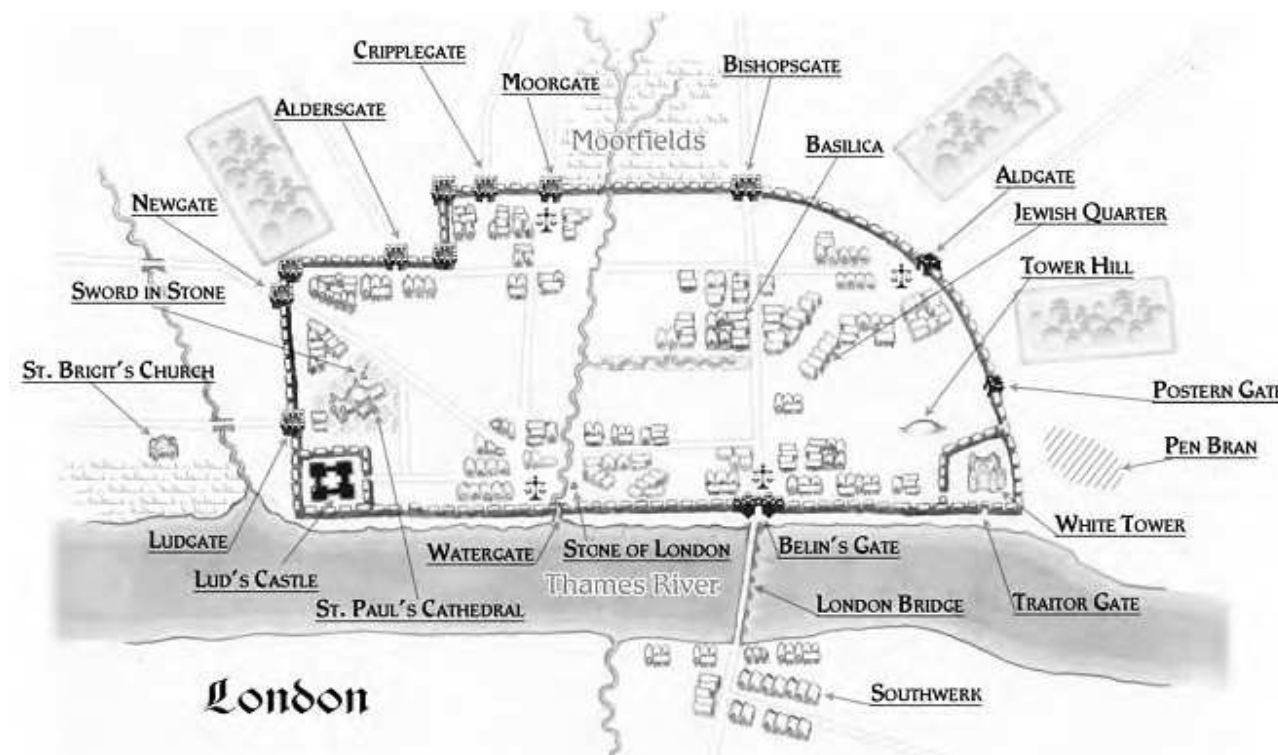 CRIPPLEGATE
MOORGATE
BISHOPSGATE
ALDERSGATE
Moorfields
BASILICA
NEWGATE
ALDGATE
JEWISH QUARTER
SWORD IN STONE
TOWER HILL
ST. BRIGIT'S CHURCH
POSTERN GATE
PEN BRAN
LUDGATE
WATERGATE
STONE OF LONDON
BELIN'S GATE
WHITE TOWER
LUD'S CASTLE
Thames River
ST. PAUL'S CATHEDRAL
LONDON BRIDGE
TRAITOR GATE
London
SOUTHWERK